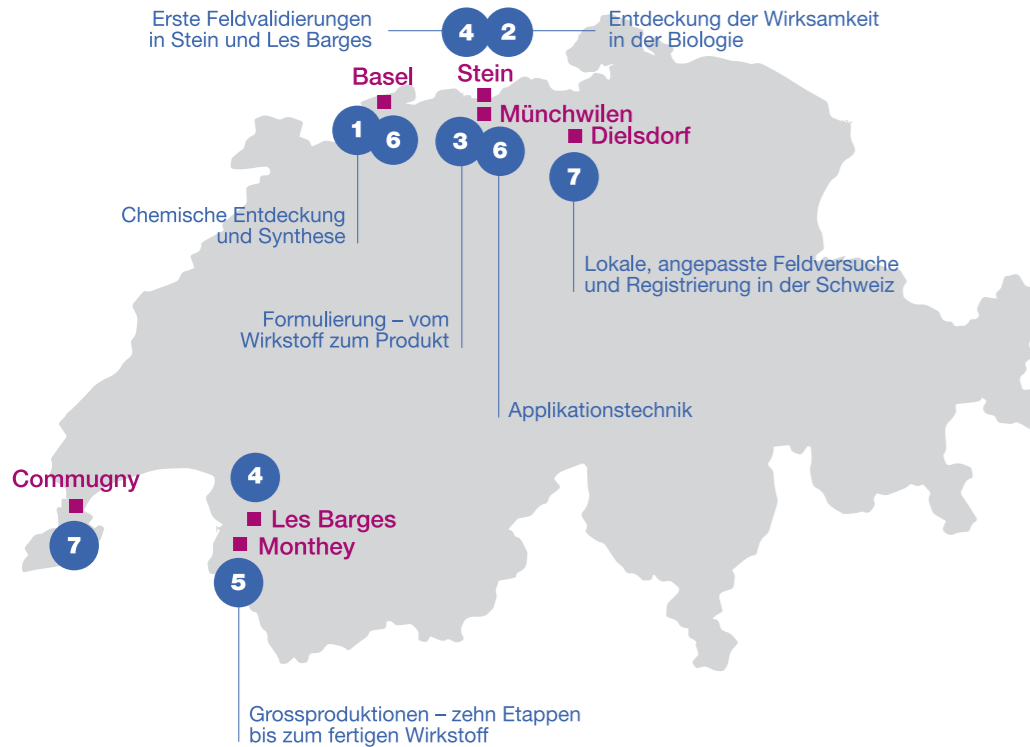 Erste Feldvalidierungen
in Stein und Les Barges
4
2
Entdeckung der Wirksamkeit
in der Biologie
Basel
Stein
Münchwilen
Dielsdorf
1
6
3
6
7
Chemische Entdeckung
und Synthese
Lokale, angepasste Feldversuche
und Registrierung in der Schweiz
Formulierung – vom
Wirkstoff zum Produkt
Applikationstechnik
Commugny
7
4
Les Barges
Monthey
5
Grossproduktionen – zehn Etappen
bis zum fertigen Wirkstoff